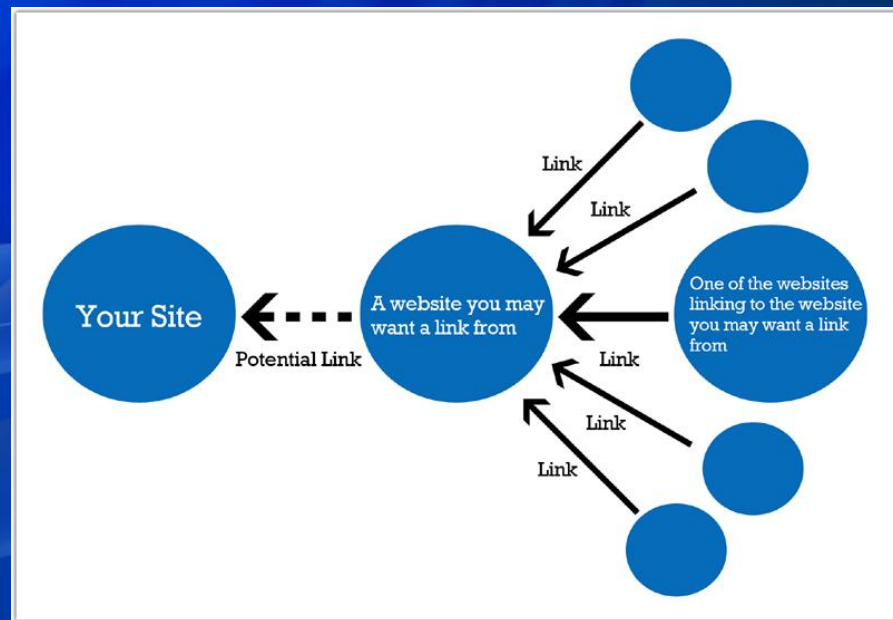 Link
Link
Your Site
Potential Link
A website you may
want a link from
One of the websites
linking to the website
you may want a link
from
Link
Link
Link